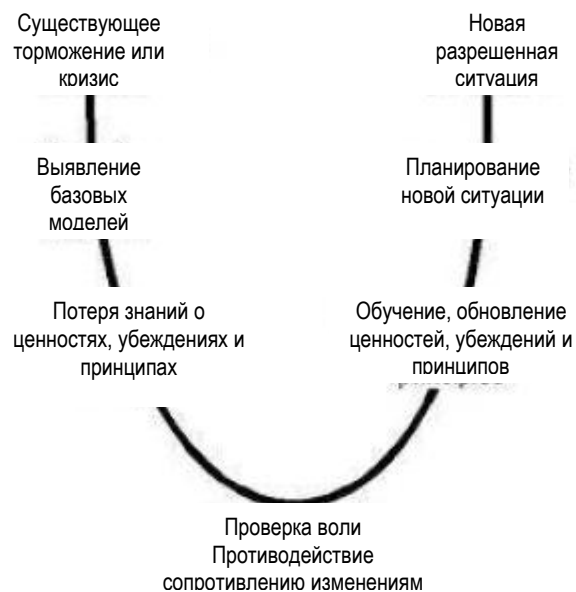 Существующее
торможение или
кризис
Новая
разрешенная
ситуация
Выявление
базовых
моделей
Планирование
новой ситуации
Потеря знаний о
ценностях, убеждениях и
принципах
Обучение, обновление
ценностей, убеждений и
принципов
Проверка воли
Противодействие
сопротивлению изменениям